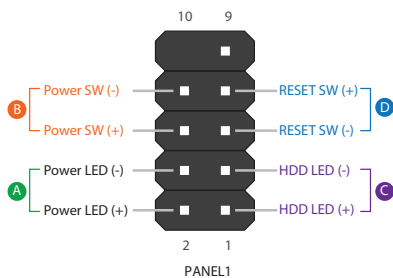 10 9
Power SW (-) RESET SW (+)
B D
Power SW (+) RESET SW (-)
Power LED (-) HDD LED (-)
A C
Power LED (+) HDD LED (+)
2 1
PANEL1